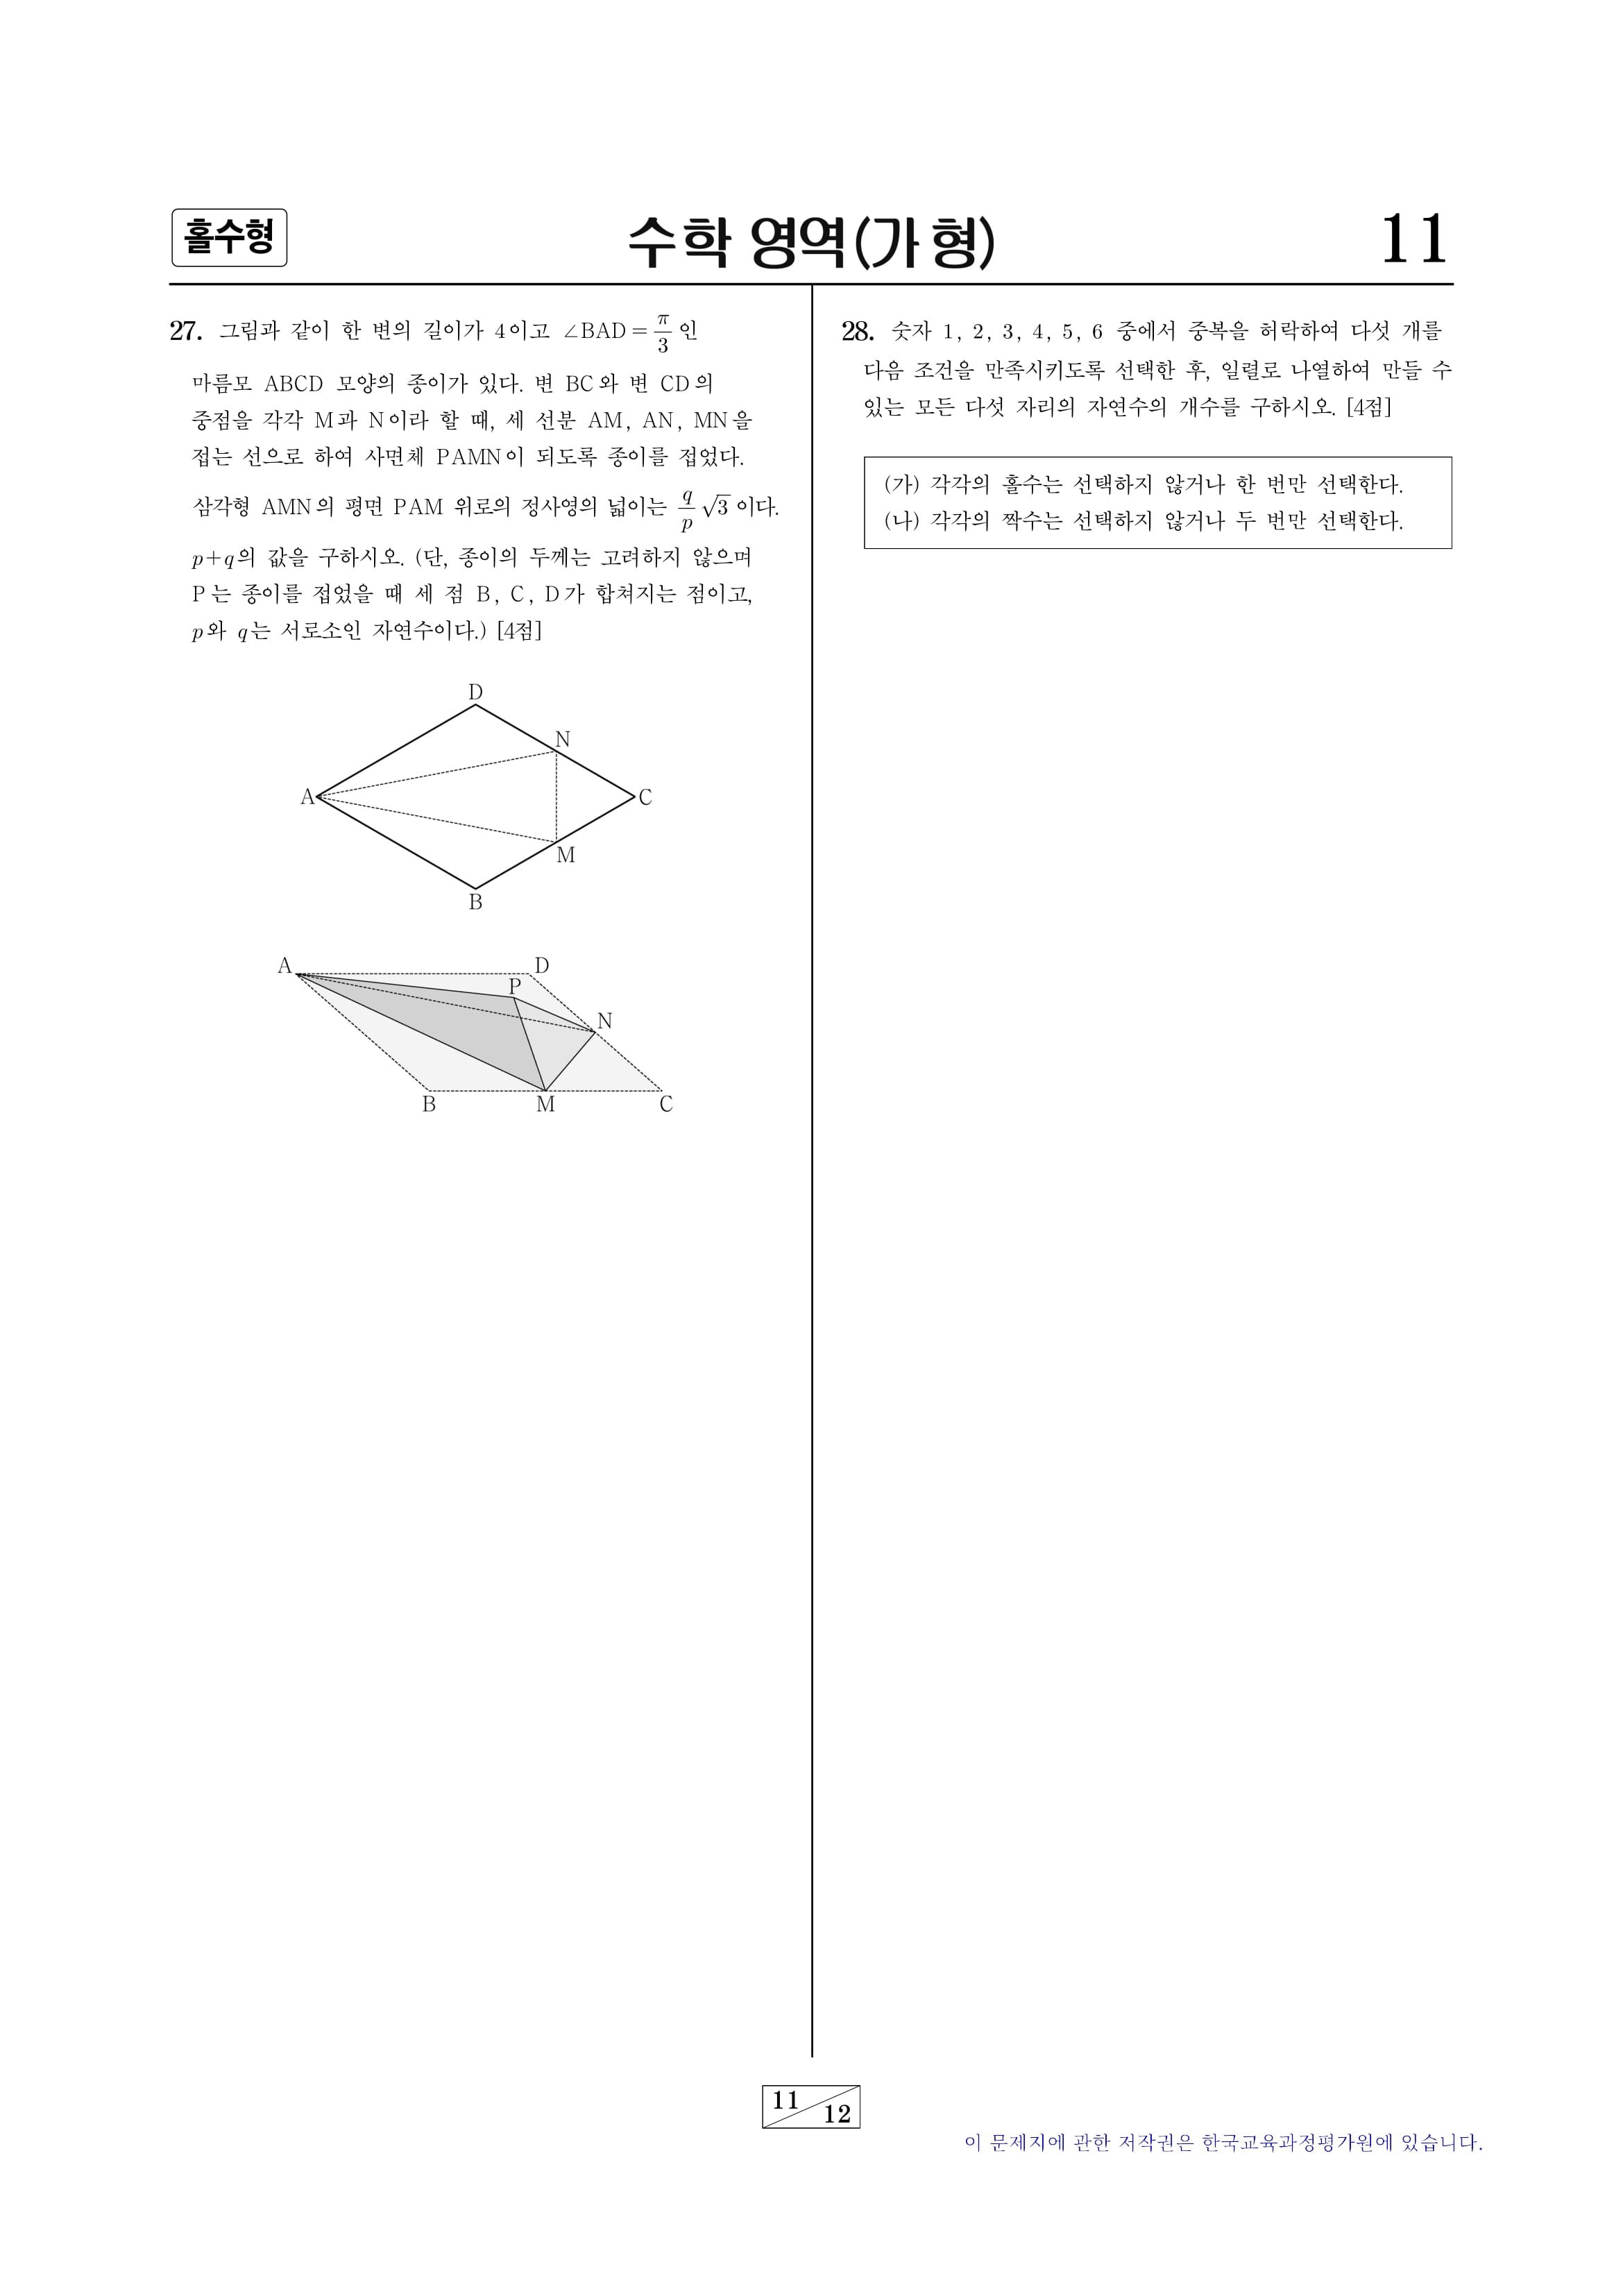 홀수형
수학 영역(가 형)
11
27. 그림과 같이 한 변의 길이가 4이고 ∠BAD = π/3 인
마름모 ABCD 모양의 종이가 있다. 변 BC와 변 CD의
중점을 각각 M과 N이라 할 때, 세 선분 AM, AN, MN을
접는 선으로 하여 사면체 PAMN이 되도록 종이를 접었다.
삼각형 AMN의 평면 PAM 위로의 정사영의 넓이는 q/p √3 이다.
p+q의 값을 구하시오. (단, 종이의 두께는 고려하지 않으며
P는 종이를 접었을 때 세 점 B, C, D가 합쳐지는 점이고,
p와 q는 서로소인 자연수이다.) [4점]
D
N
A
C
M
B
A
D
P
N
B
M
C
28. 숫자 1, 2, 3, 4, 5, 6 중에서 중복을 허락하여 다섯 개를
다음 조건을 만족시키도록 선택한 후, 일렬로 나열하여 만들 수
있는 모든 다섯 자리의 자연수의 개수를 구하시오. [4점]
(가) 각각의 홀수는 선택하지 않거나 한 번만 선택한다.
(나) 각각의 짝수는 선택하지 않거나 두 번만 선택한다.
11
12
이 문제지에 관한 저작권은 한국교육과정평가원에 있습니다.